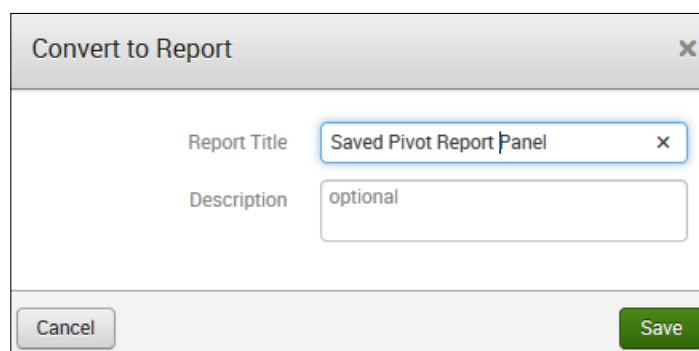 Convert to Report
Report Title Saved Pivot Report Panel
Description optional
Cancel Save